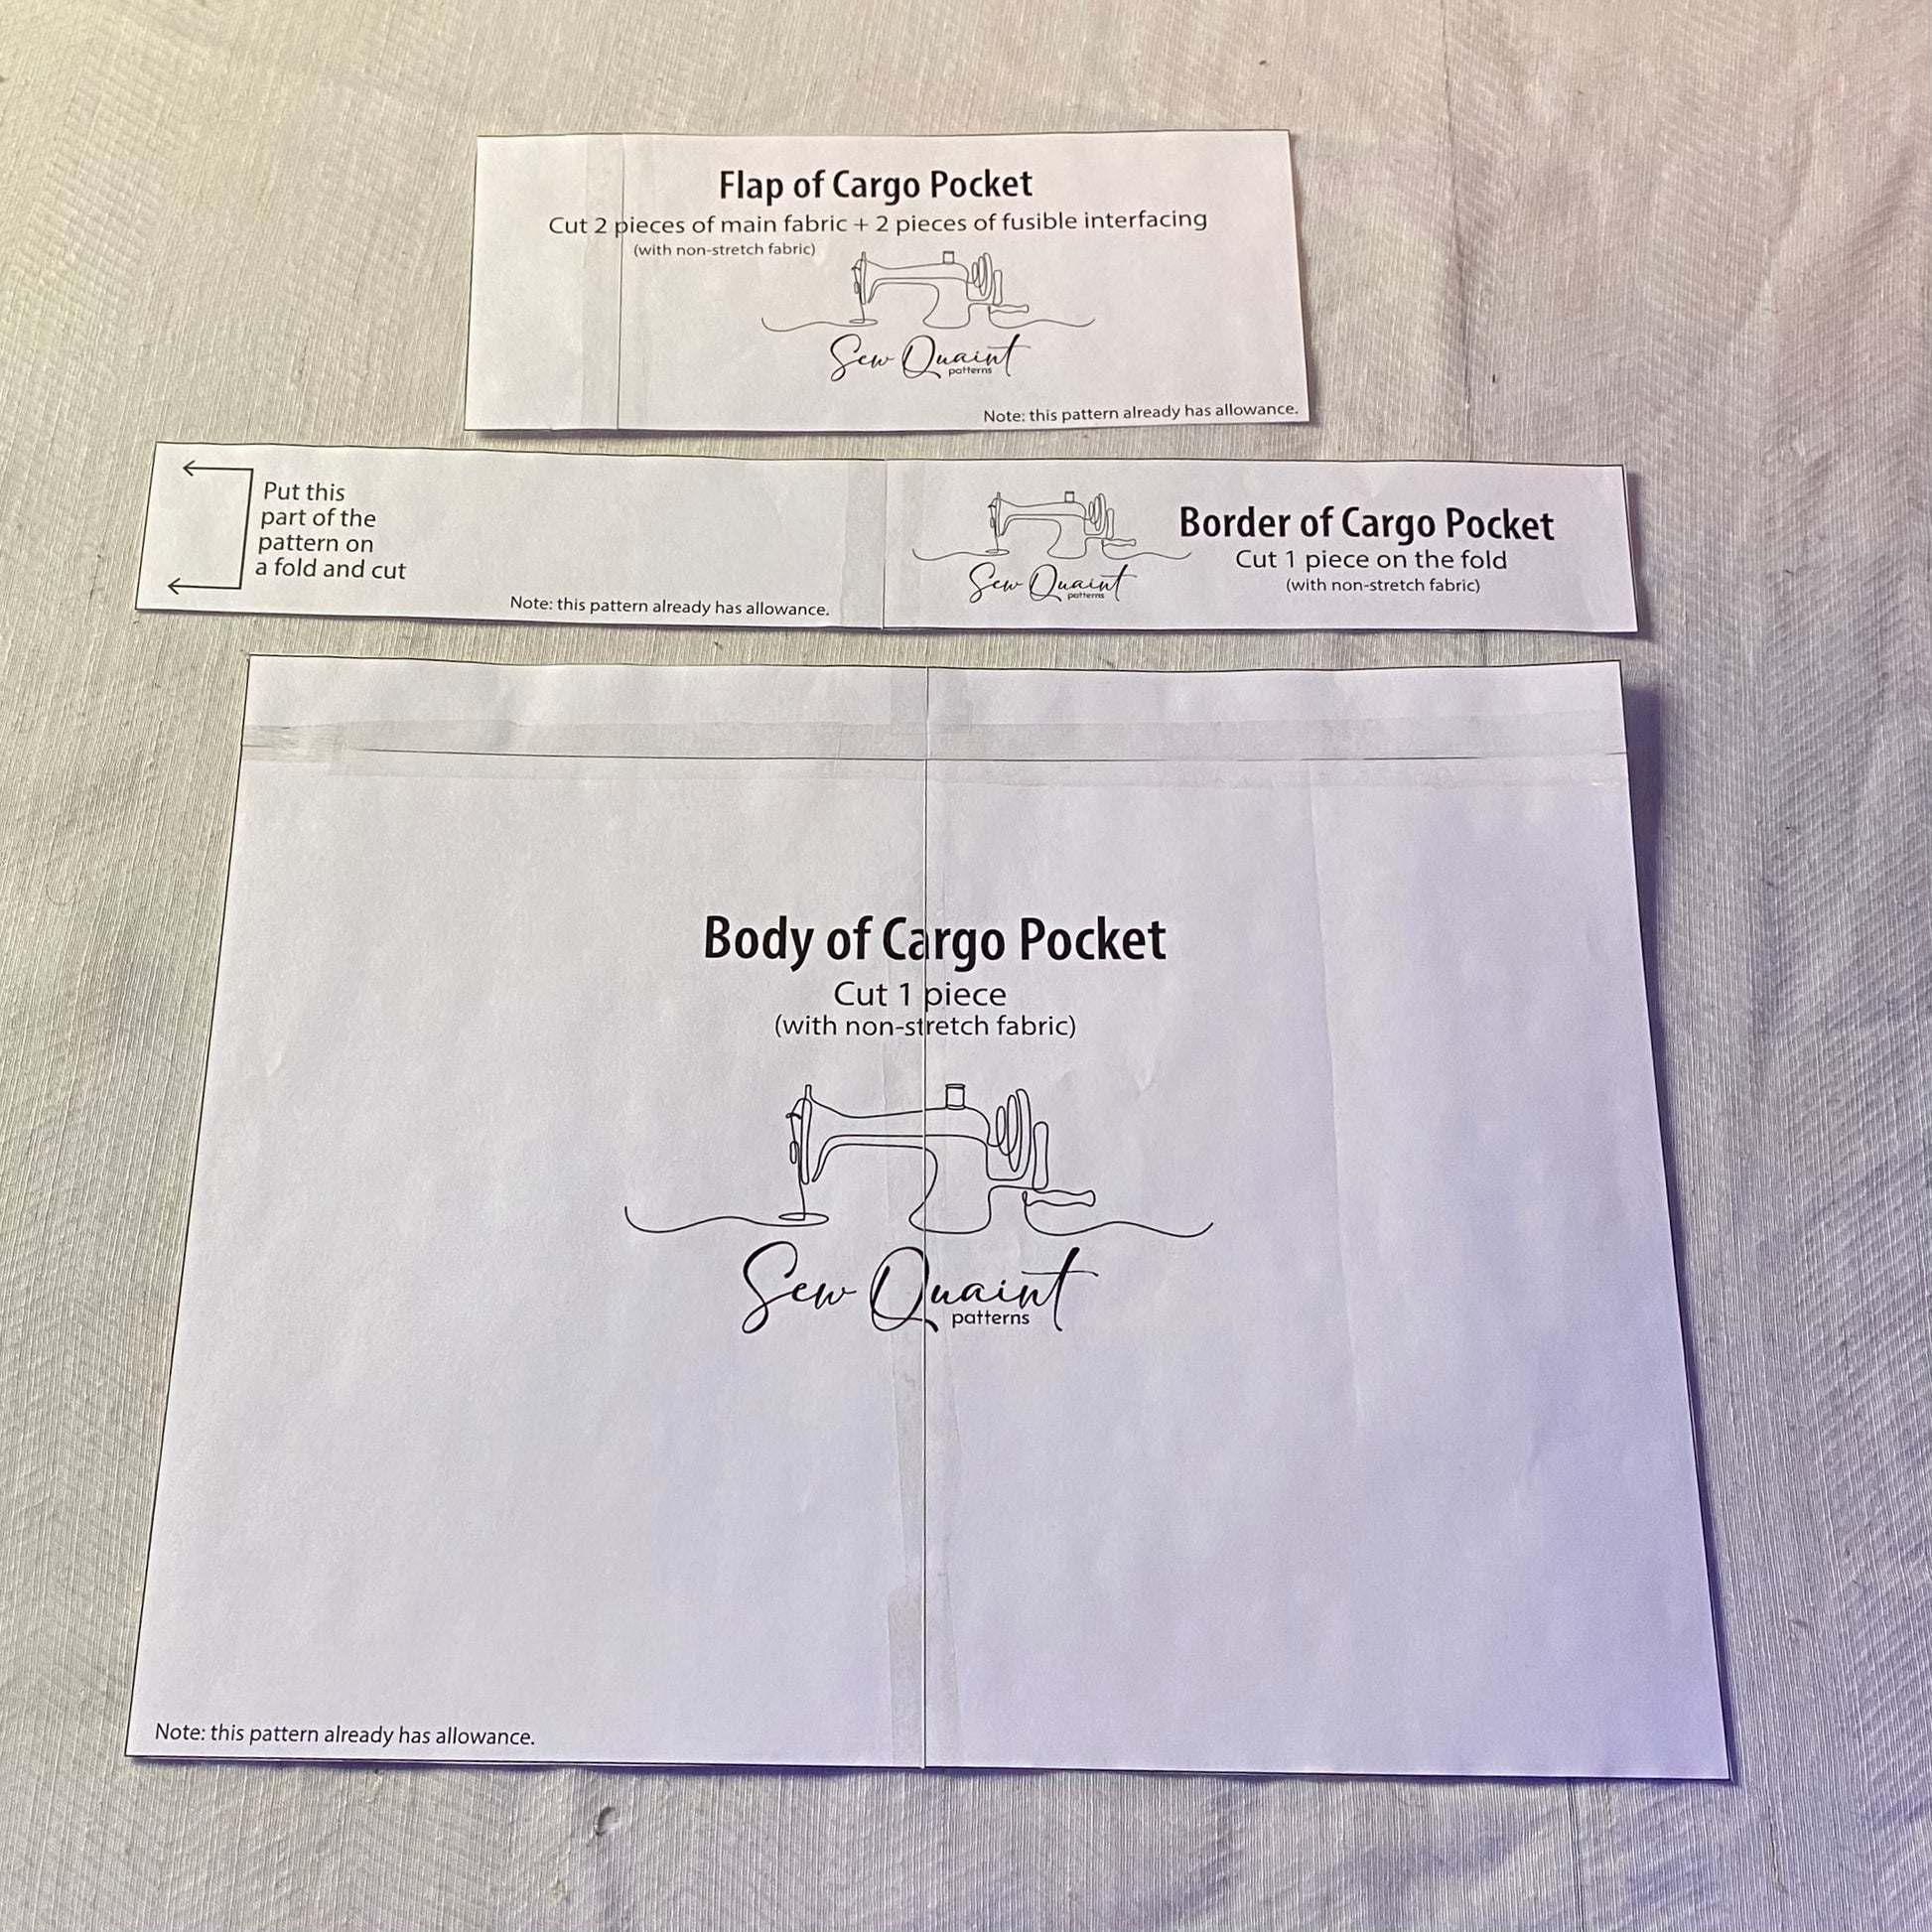 Flap of Cargo Pocket
Cut 2 pieces of main fabric + 2 pieces of fusible interfacing
(with non-stretch fabric)
Sew Quaint
patterns
Note: this pattern already has allowance.
Put this
part of the
pattern on
a fold and cut
Note: this pattern already has allowance.
Sew Quaint
patterns
Border of Cargo Pocket
Cut 1 piece on the fold
(with non-stretch fabric)
Body of Cargo Pocket
Cut 1 piece
(with non-stretch fabric)
Sew Quaint
patterns
Note: this pattern already has allowance.